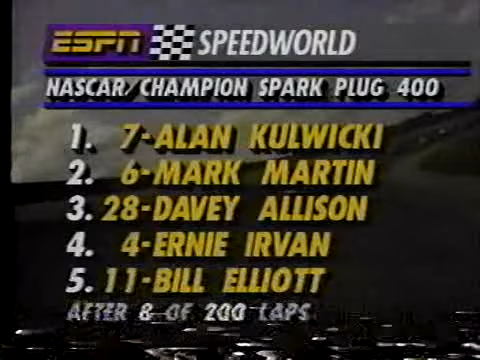 ESPN SPEEDWORLD
NASCAR/CHAMPION SPARK PLUG 400
1. 7-ALAN KULWICKI
2. 6-MARK MARTIN
3. 28-DAVEY ALLISON
4. 4-ERNIE IRVAN
5. 11-BILL ELLIOTT
AFTER 8 OF 200 LAPS